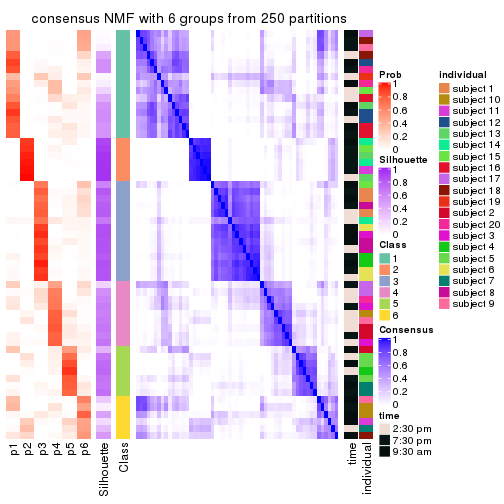 consensus NMF with 6 groups from 250 partitions
p1
p2
p3
p4
p5
p6
Silhouette
Class
time
individual
Prob
1
0.8
0.6
0.4
0.2
0
Silhouette
1
0.8
0.6
0.4
0.2
0
Class
1
2
3
4
5
6
Consensus
1
0.8
0.6
0.4
0.2
0
time
2:30 pm
7:30 pm
9:30 am
individual
subject 1
subject 10
subject 11
subject 12
subject 13
subject 14
subject 15
subject 16
subject 17
subject 18
subject 19
subject 2
subject 20
subject 3
subject 4
subject 5
subject 6
subject 7
subject 8
subject 9